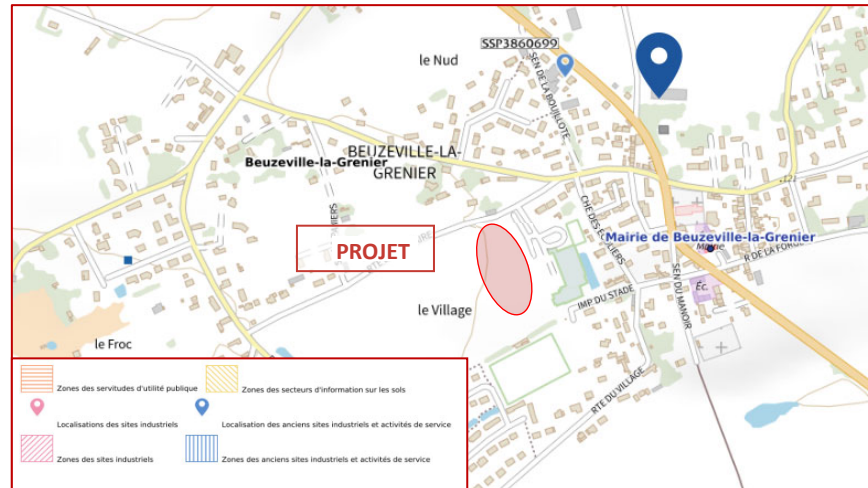 SSP3860699
le Nud
SEN DE LA BOUILLOTE
BEUZEVILLE-LA-
GRENIER
Beuzeville-la-Grenier
121
PROJET
Mairie de Beuzeville-la-Grenier
Mairie
R DE LA FORGE
Éc.
SEN DU MANOIR
IMP DU STADE
le Village
le Froc
RTE DU VILLAGE
Zones des servitudes d'utilité publique
Zones des secteurs d'information sur les sols
Localisations des sites industriels
Localisation des anciens sites industriels et activités de service
Zones des sites industriels
Zones des anciens sites industriels et activités de service